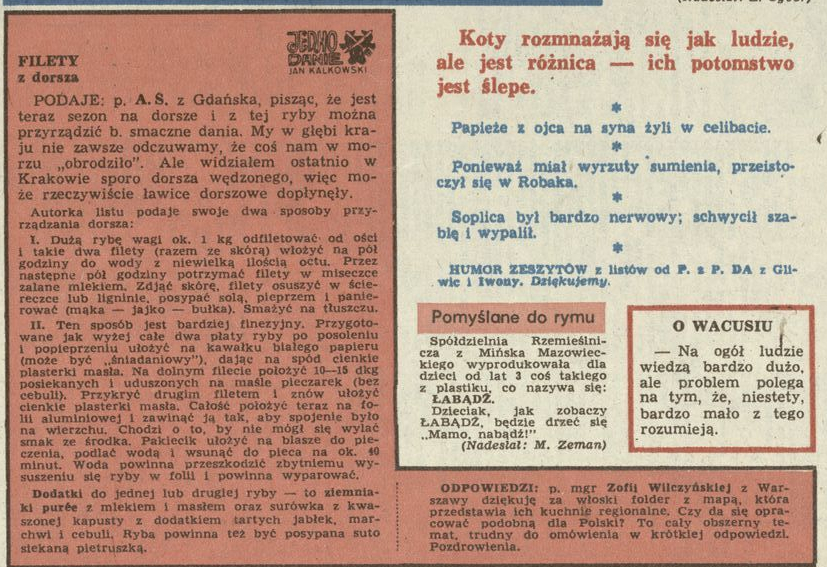 JEDNO
DANIE
JAN KALKOWSKI
FILETY
z dorsza
PODAJE: p. A. S. z Gdańska, pisząc, że jest
teraz sezon na dorsze i z tej ryby można
przyrządzić b. smaczne dania. My w głębi kra-
ju nie zawsze odczuwamy, że coś nam w mo-
rzu „obrodziło”. Ale widziałem ostatnio w
Krakowie sporo dorsza wędzonego, więc mo-
że rzeczywiście ławice dorszowe dopłynęły.
Autorka listu podaje swoje dwa sposoby przy-
rządzania dorsza:
I. Dużą rybę wagi ok. 1 kg odfiletować od ości
i takie dwa filety (razem ze skórą) włożyć na pół
godziny do wody z niewielką ilością octu. Przez
następne pół godziny potrzymać filety w miseczce
zalane mlekiem. Zdjąć skórę, filety osuszyć w ście-
reczce lub ligninie, posypać solą, pieprzem i panie-
rować (mąka — jajko — bułka). Smażyć na tłuszczu.
II. Ten sposób jest bardziej finezyjny. Przygoto-
wane jak wyżej całe dwa płaty ryby po posoleniu
i popieprzeniu ułożyć na kawałku białego papieru
(może być „śniadaniowy”), dając na spód cienkie
plasterki masła. Na dolnym filecie położyć 10—15 dkg
posiekanych i uduszonych na maśle pieczarek (bez
cebuli). Przykryć drugim filetem i znów ułożyć
cienkie plasterki masła. Całość położyć teraz na fo-
lii aluminiowej i zawinąć ją tak, aby spojenie było
na wierzchu. Chodzi o to, by nie mógł się wylać
smak ze środka. Pakiecik ułożyć na blasze do pie-
czenia, podlać wodą i wsunąć do pieca na ok. 40
minut. Woda powinna przeszkodzić zbytniemu wy-
suszeniu się ryby w folii i powinna wyparować.
Dodatki do jednej lub drugiej ryby — to ziemnia-
ki purée z mlekiem i masłem oraz surówka z kwa-
szonej kapusty z dodatkiem tartych jabłek, mar-
chwi i cebuli. Ryba powinna też być posypana suto
siekaną pietruszką.
Koty rozmnażają się jak ludzie,
ale jest różnica — ich potomstwo
jest ślepe.
*
Papieże z ojca na syna żyli w celibacie.
*
Ponieważ miał wyrzuty sumienia, przeisto-
czył się w Robaka.
*
Soplica był bardzo nerwowy; schwycił sza-
blę i wypalił.
*
HUMOR ZESZYTÓW z listów od P. z P. DA z Gli-
wic i Iwony. Dziękujemy.
Pomyślane do rymu
Spółdzielnia Rzemieślni-
cza z Mińska Mazowiec-
kiego wyprodukowała dla
dzieci od lat 3 coś takiego
z plastiku, co nazywa się:
ŁABĄDŹ.
Dzieciak, jak zobaczy
ŁABĄDŹ, będzie drzeć się
„Mamo, nabądź!”
(Nadesłał: M. Zeman)
O WACUSIU
— Na ogół ludzie
wiedzą bardzo dużo,
ale problem polega
na tym, że, niestety,
bardzo mało z tego
rozumieją.
ODPOWIEDZI: p. mgr Zofii Wilczyńskiej z War-
szawy dziękuję za włoski folder z mapą, która
przedstawia ich kuchnie regionalne. Czy da się opra-
cować podobną dla Polski? To cały obszerny te-
mat, trudny do omówienia w krótkiej odpowiedzi.
Pozdrowienia.